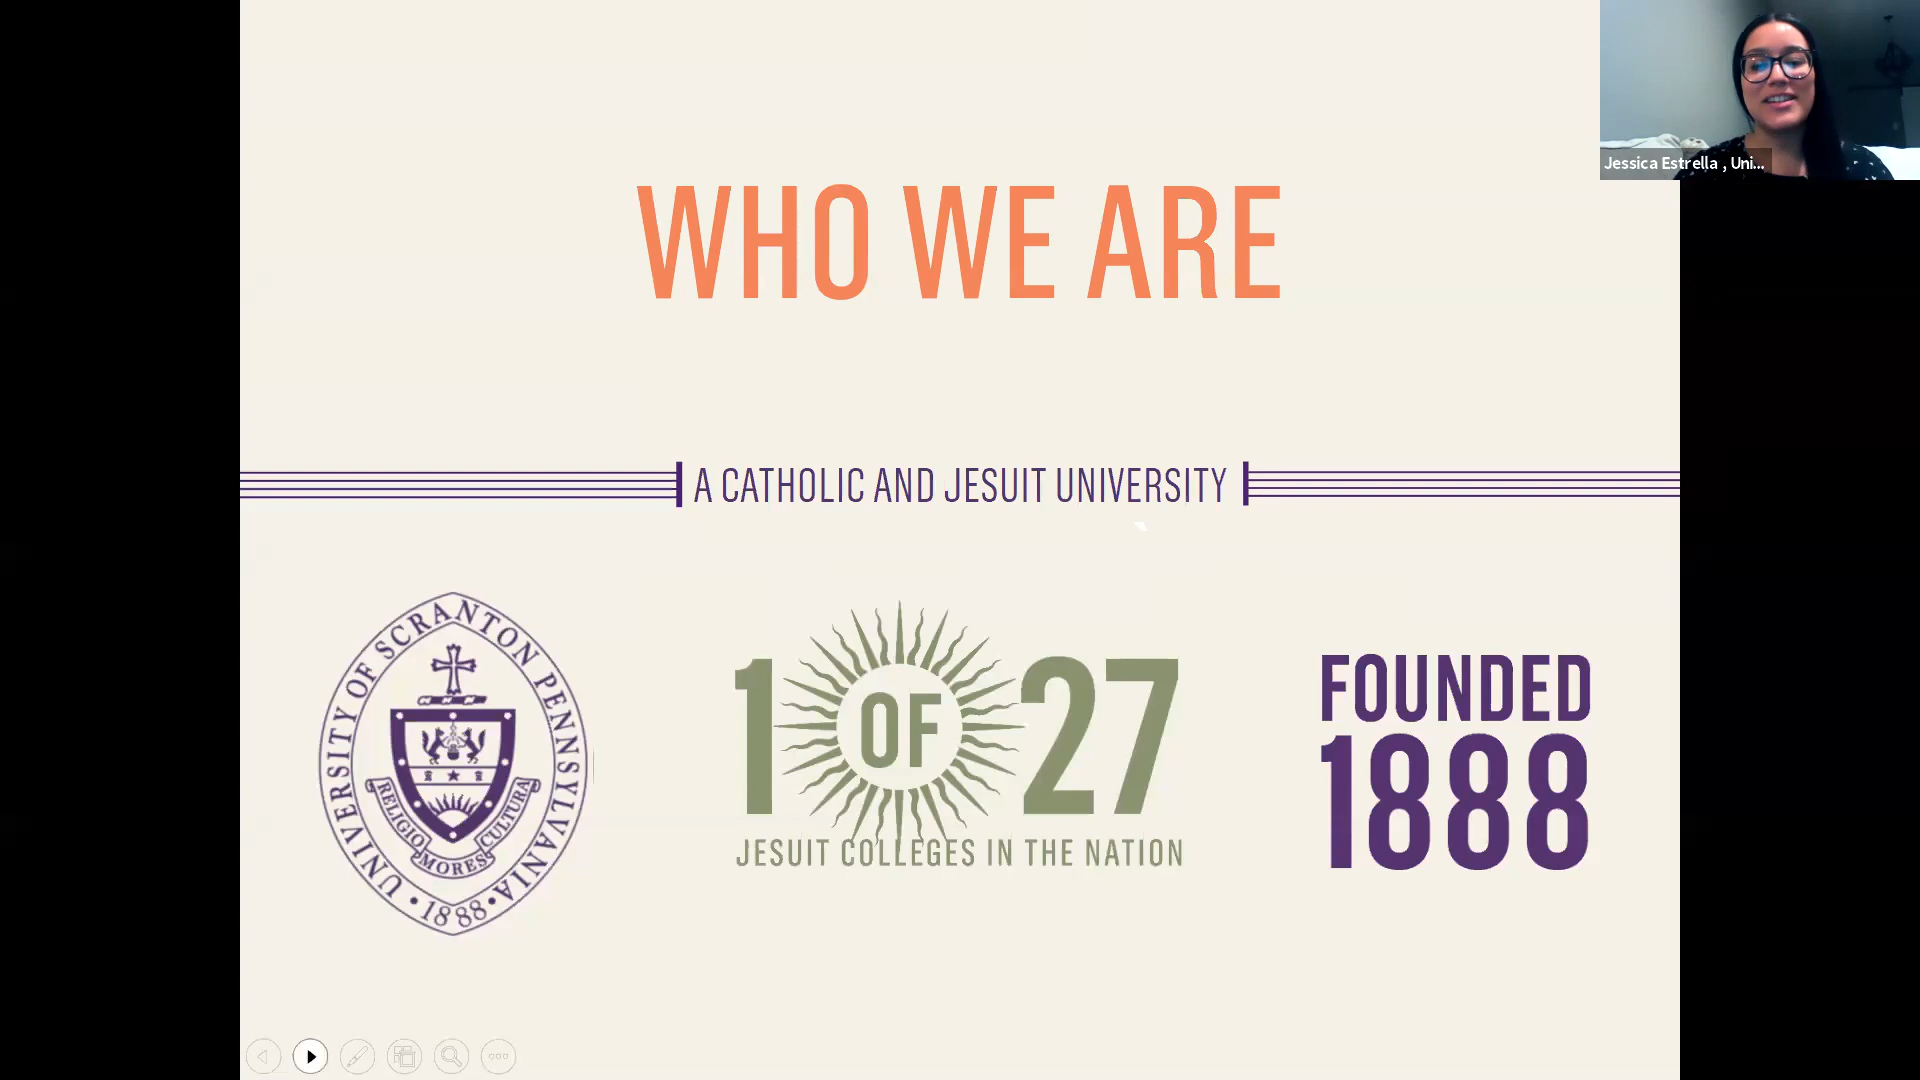 Jessica Estrella , Uni...
WHO WE ARE
A CATHOLIC AND JESUIT UNIVERSITY
UNIVERSITY OF SCRANTON PENNSYLVANIA
RELIGIO MORES CULTURA
• 1888 •
1 OF 27
JESUIT COLLEGES IN THE NATION
FOUNDED
1888